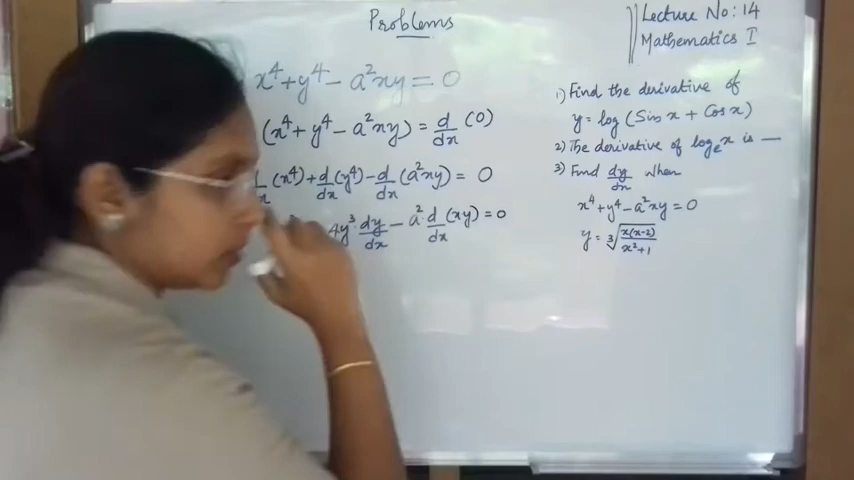 Problems
x⁴+y⁴-a²xy=0
(x⁴+y⁴-a²xy)=d/dx(0)
(x⁴)+d/dx(y⁴)-d/dx(a²xy)=0
4y³ dy/dx - a²·d/dx(xy)=0
Lecture No: 14
Mathematics I
1) Find the derivative of
y=log(Sin x + Cos x)
2) The derivative of logₑx is —
3) Find dy/dx when
x⁴+y⁴-a²xy=0
y=∛(x(x-2)/(x²+1))